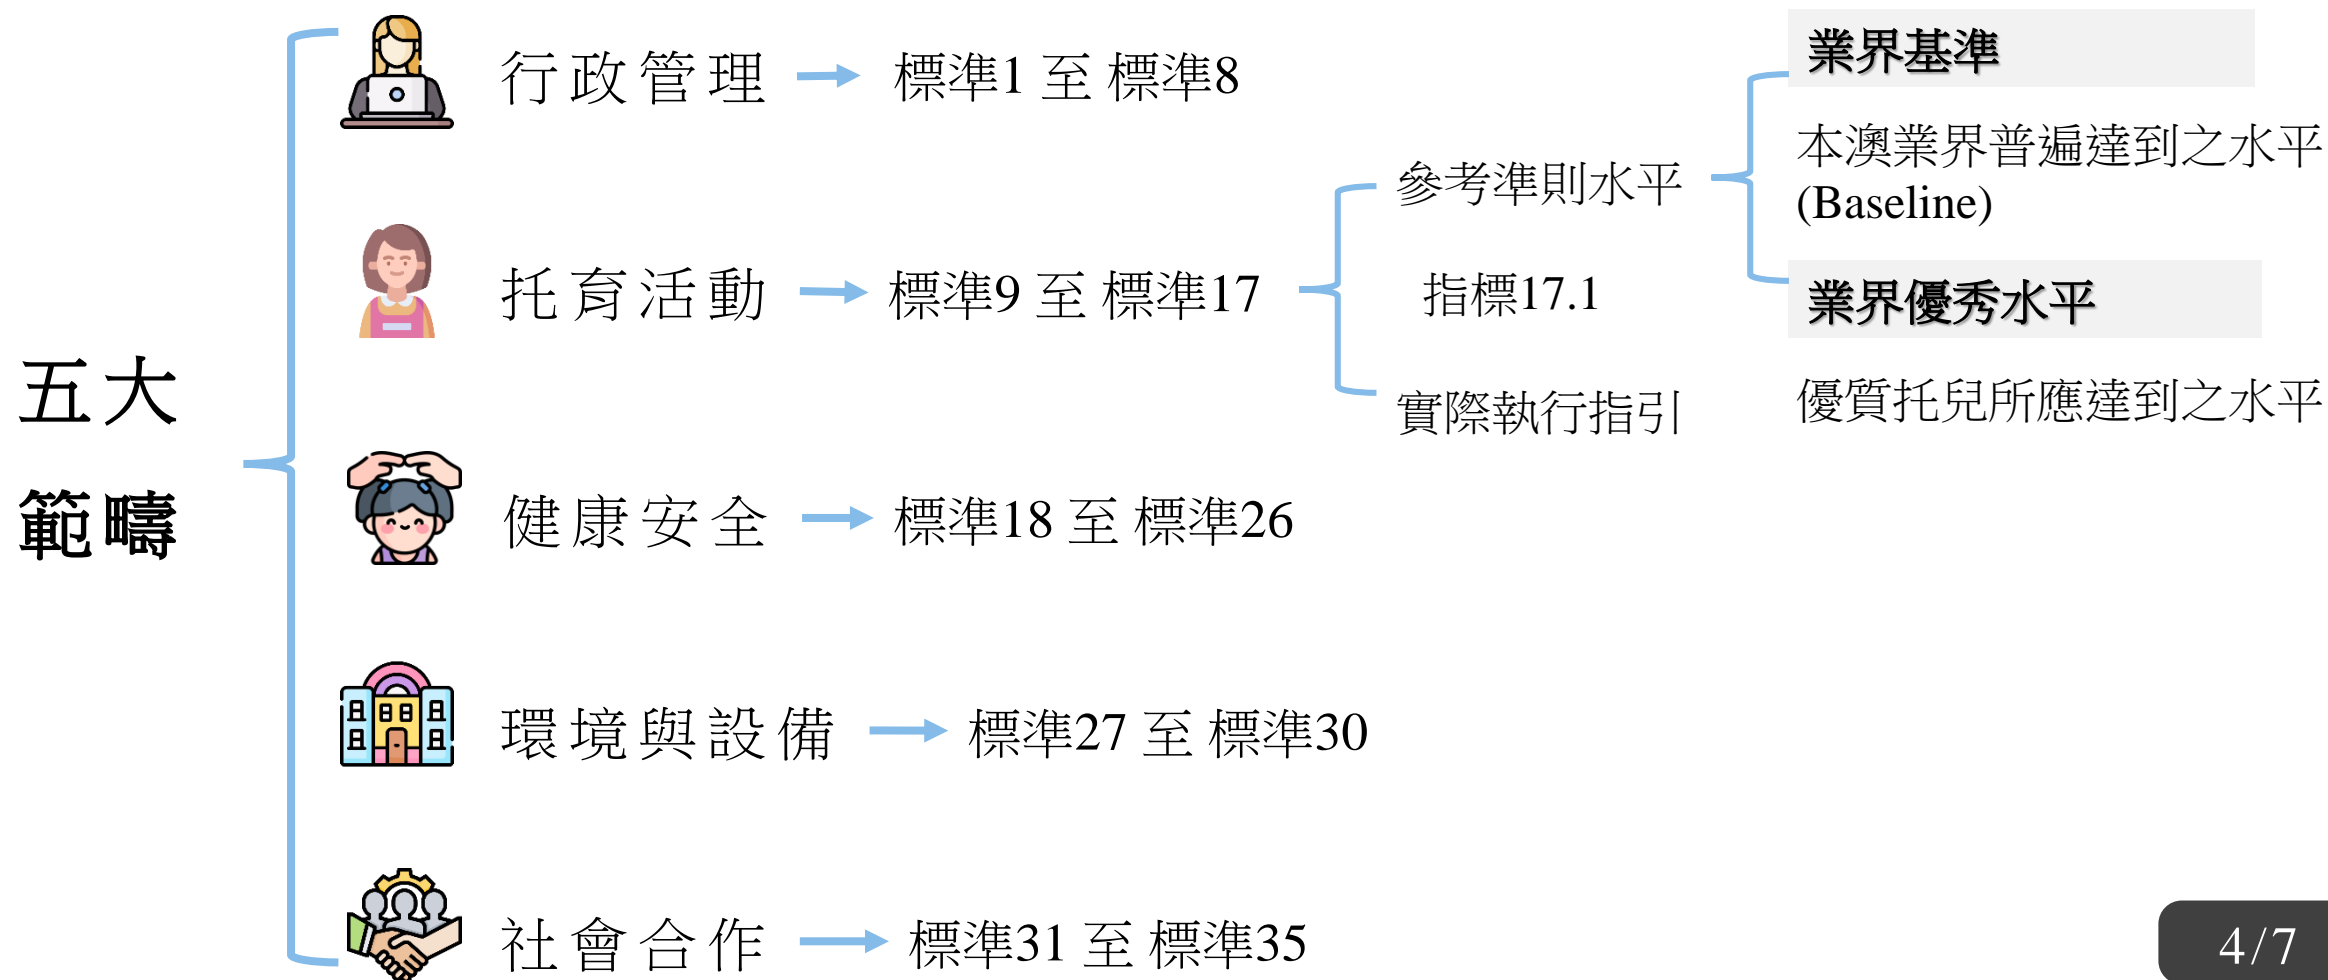 五大
範疇
行政管理
標準1 至 標準8
托育活動
標準9 至 標準17
健康安全
標準18 至 標準26
環境與設備
標準27 至 標準30
社會合作
標準31 至 標準35
參考準則水平
指標17.1
實際執行指引
業界基準
本澳業界普遍達到之水平
(Baseline)
業界優秀水平
優質托兒所應達到之水平
4/7